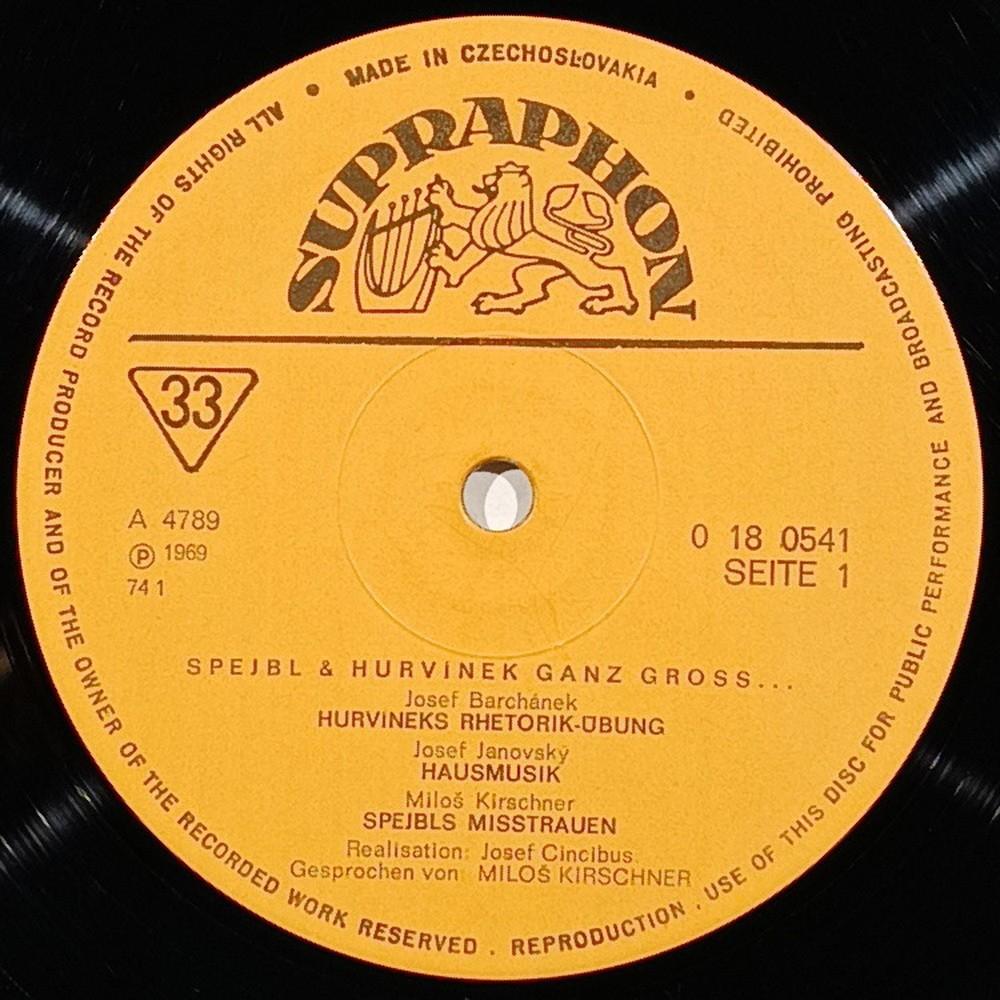 ALL RIGHTS OF THE RECORD PRODUCER AND OF THE OWNER OF THE RECORDED WORK RESERVED . REPRODUCTION . USE OF THIS DISC FOR PUBLIC PERFORMANCE AND BROADCASTING PROHIBITED
• MADE IN CZECHOSLOVAKIA •
SUPRAPHON
33
A 4789
Ⓟ 1969
74 1
0 18 0541
SEITE 1
SPEJBL & HURVÍNEK GANZ GROSS...
Josef Barchánek
HURVÍNEKS RHETORIK-ÜBUNG
Josef Janovský
HAUSMUSIK
Miloš Kirschner
SPEJBLS MISSTRAUEN
Realisation: Josef Cincibus
Gesprochen von MILOŠ KIRSCHNER